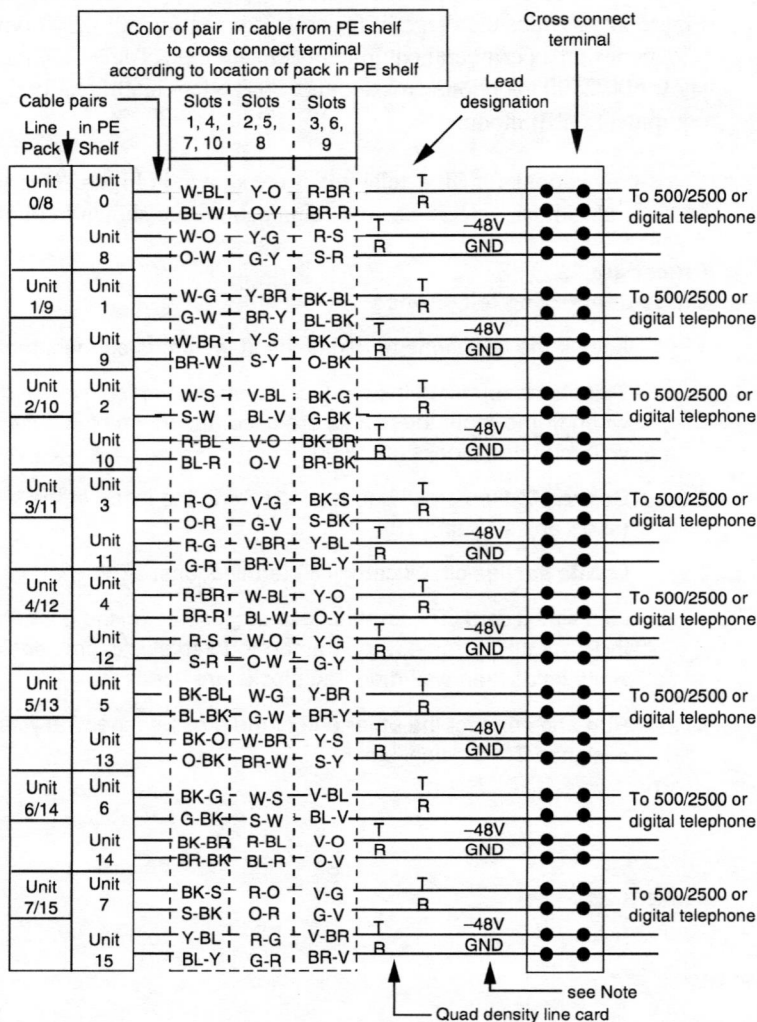 Color of pair in cable from PE shelf
to cross connect terminal
according to location of pack in PE shelf
Cross connect
terminal
Lead
designation
Cable pairs
Line in PE
Pack Shelf
Slots Slots Slots
1, 4, 2, 5, 3, 6,
7, 10 8 9
Unit Unit
0/8 0
W-BL Y-O R-BR T
R
BL-W O-Y BR-R
To 500/2500 or
digital telephone
Unit
8
W-O Y-G R-S T –48V
O-W G-Y S-R R GND
Unit Unit
1/9 1
W-G Y-BR BK-BL T
R
G-W BR-Y BL-BK
To 500/2500 or
digital telephone
Unit
9
W-BR Y-S BK-O T –48V
BR-W S-Y O-BK R GND
Unit Unit
2/10 2
W-S V-BL BK-G T
R
S-W BL-V G-BK
To 500/2500 or
digital telephone
Unit
10
R-BL V-O BK-BR T –48V
BL-R O-V BR-BK R GND
Unit Unit
3/11 3
R-O V-G BK-S T
R
O-R G-V S-BK
To 500/2500 or
digital telephone
Unit
11
R-G V-BR Y-BL T –48V
G-R BR-V BL-Y R GND
Unit Unit
4/12 4
R-BR W-BL Y-O T
R
BR-R BL-W O-Y
To 500/2500 or
digital telephone
Unit
12
R-S W-O Y-G T –48V
S-R O-W G-Y R GND
Unit Unit
5/13 5
BK-BL W-G Y-BR T
R
BL-BK G-W BR-Y
To 500/2500 or
digital telephone
Unit
13
BK-O W-BR Y-S T –48V
O-BK BR-W S-Y R GND
Unit Unit
6/14 6
BK-G W-S V-BL T
R
G-BK S-W BL-V
To 500/2500 or
digital telephone
Unit
14
BK-BR R-BL V-O T –48V
BR-BK BL-R O-V R GND
Unit Unit
7/15 7
BK-S R-O V-G T
R
S-BK O-R G-V
To 500/2500 or
digital telephone
Unit
15
Y-BL R-G V-BR T –48V
BL-Y G-R BR-V R GND
see Note
Quad density line card